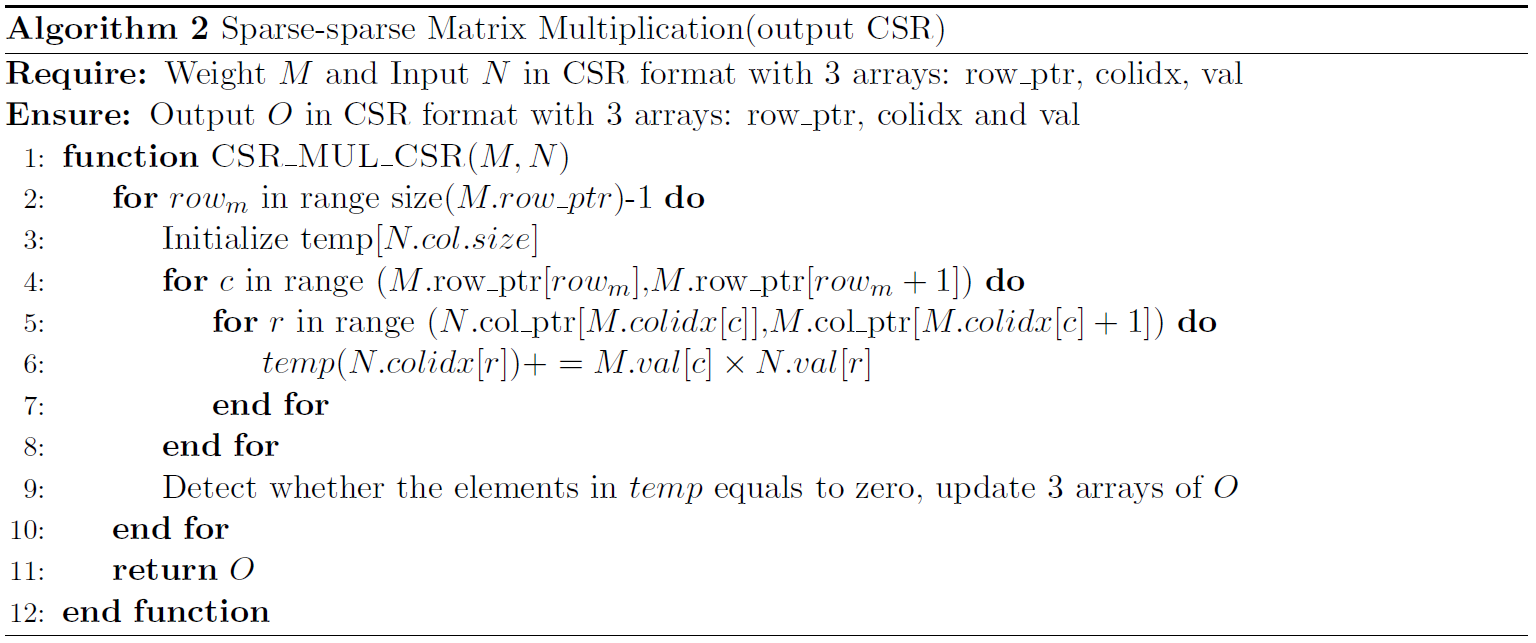 Algorithm 2 Sparse-sparse Matrix Multiplication(output CSR)
Require: Weight M and Input N in CSR format with 3 arrays: row_ptr, colidx, val
Ensure: Output O in CSR format with 3 arrays: row_ptr, colidx and val
1: function CSR_MUL_CSR(M, N)
2: for row_m in range size(M.row_ptr)-1 do
3: Initialize temp[N.col.size]
4: for c in range (M.row_ptr[row_m],M.row_ptr[row_m + 1]) do
5: for r in range (N.col_ptr[M.colidx[c]],M.col_ptr[M.colidx[c] + 1]) do
6: temp(N.colidx[r])+ = M.val[c] × N.val[r]
7: end for
8: end for
9: Detect whether the elements in temp equals to zero, update 3 arrays of O
10: end for
11: return O
12: end function